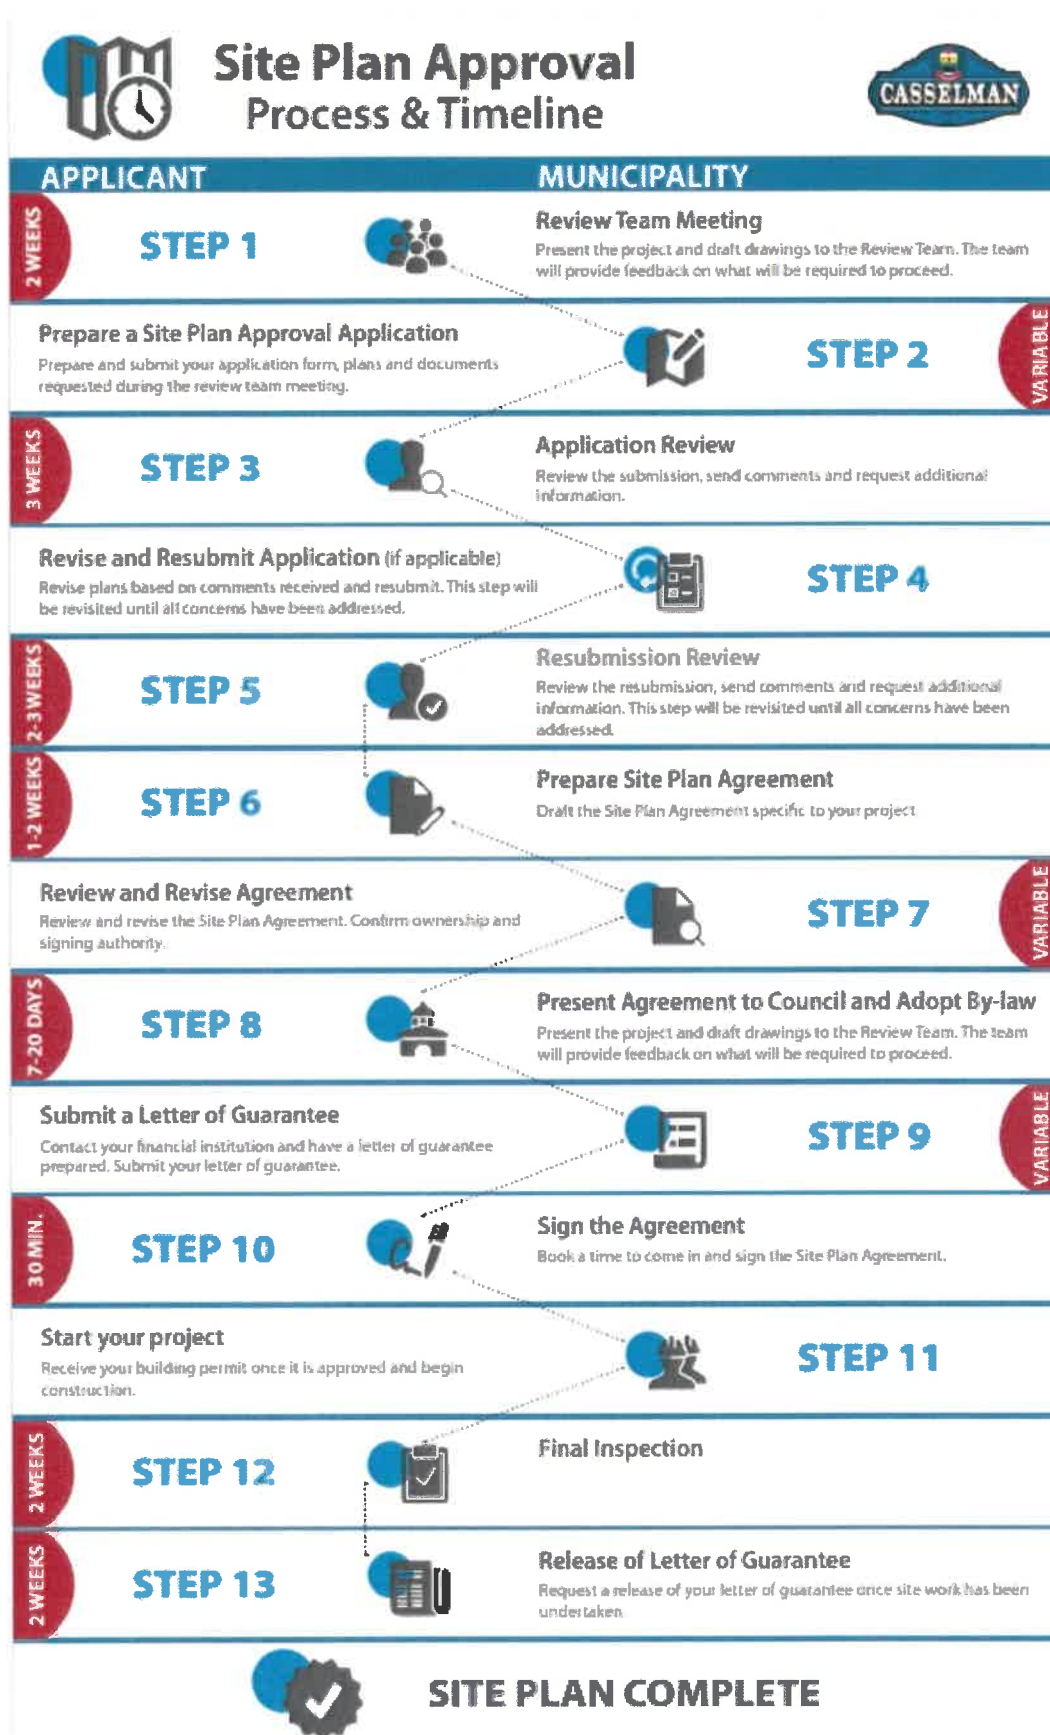 Site Plan Approval
Process & Timeline
CASSELMAN
APPLICANT
MUNICIPALITY
2 WEEKS
STEP 1
Review Team Meeting
Present the project and draft drawings to the Review Team. The team
will provide feedback on what will be required to proceed.
Prepare a Site Plan Approval Application
Prepare and submit your application form, plans and documents
requested during the review team meeting.
STEP 2
VARIABLE
3 WEEKS
STEP 3
Application Review
Review the submission, send comments and request additional
information.
Revise and Resubmit Application (if applicable)
Revise plans based on comments received and resubmit. This step will
be revisited until all concerns have been addressed.
STEP 4
2-3 WEEKS
STEP 5
Resubmission Review
Review the resubmission, send comments and request additional
information. This step will be revisited until all concerns have been
addressed.
1-2 WEEKS
STEP 6
Prepare Site Plan Agreement
Draft the Site Plan Agreement specific to your project
Review and Revise Agreement
Review and revise the Site Plan Agreement. Confirm ownership and
signing authority.
STEP 7
VARIABLE
7-20 DAYS
STEP 8
Present Agreement to Council and Adopt By-law
Present the project and draft drawings to the Review Team. The team
will provide feedback on what will be required to proceed.
Submit a Letter of Guarantee
Contact your financial institution and have a letter of guarantee
prepared. Submit your letter of guarantee.
STEP 9
VARIABLE
30 MIN.
STEP 10
Sign the Agreement
Book a time to come in and sign the Site Plan Agreement.
Start your project
Receive your building permit once it is approved and begin
construction.
STEP 11
2 WEEKS
STEP 12
Final Inspection
2 WEEKS
STEP 13
Release of Letter of Guarantee
Request a release of your letter of guarantee once site work has been
undertaken.
SITE PLAN COMPLETE